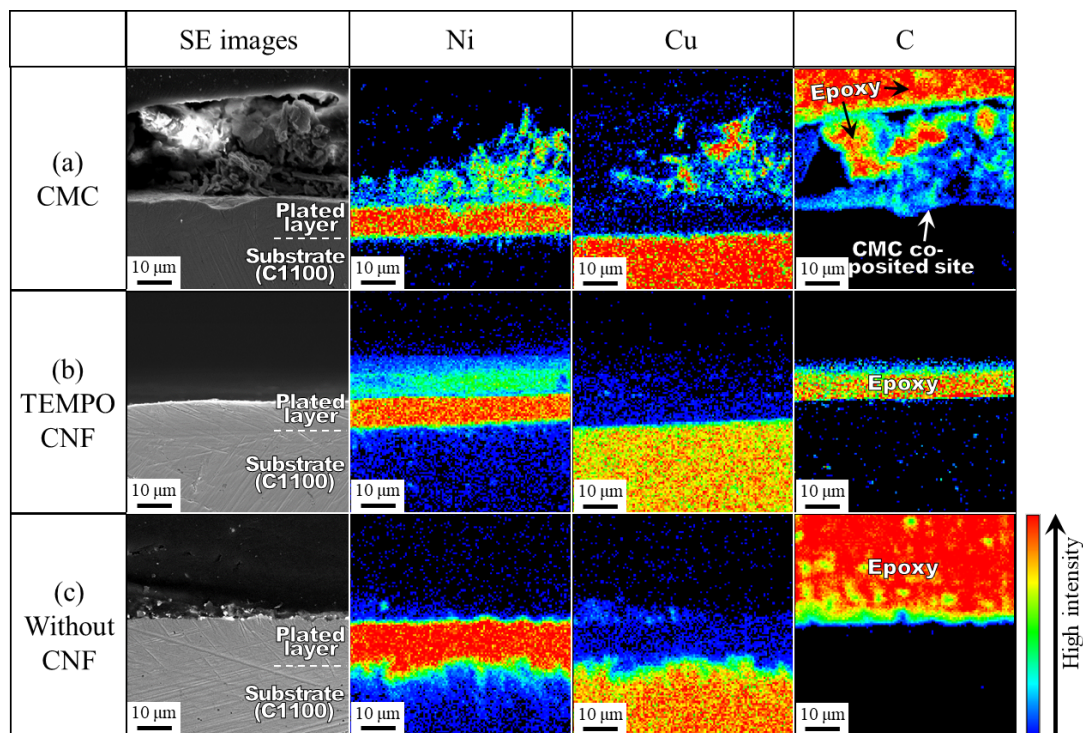 SE images
Ni
Cu
C
(a)
CMC
Plated
layer
Substrate
(C1100)
10 μm
10 μm
10 μm
Epoxy
CMC co-
mposited site
10 μm
(b)
TEMPO
CNF
Plated
layer
Substrate
(C1100)
10 μm
10 μm
10 μm
Epoxy
10 μm
(c)
Without
CNF
Plated
layer
Substrate
(C1100)
10 μm
10 μm
10 μm
Epoxy
10 μm
High intensity